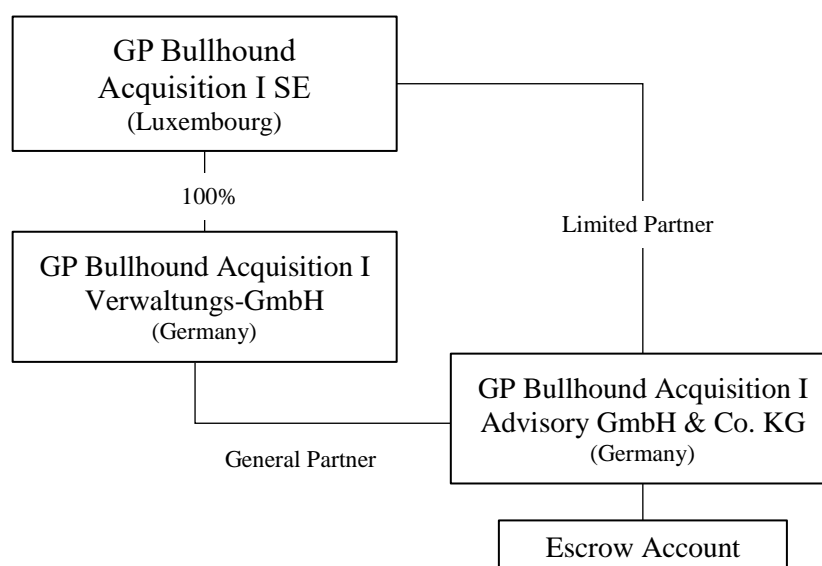 GP Bullhound
Acquisition I SE
(Luxembourg)
100%
Limited Partner
GP Bullhound Acquisition I
Verwaltungs-GmbH
(Germany)
GP Bullhound Acquisition I
Advisory GmbH & Co. KG
(Germany)
General Partner
Escrow Account